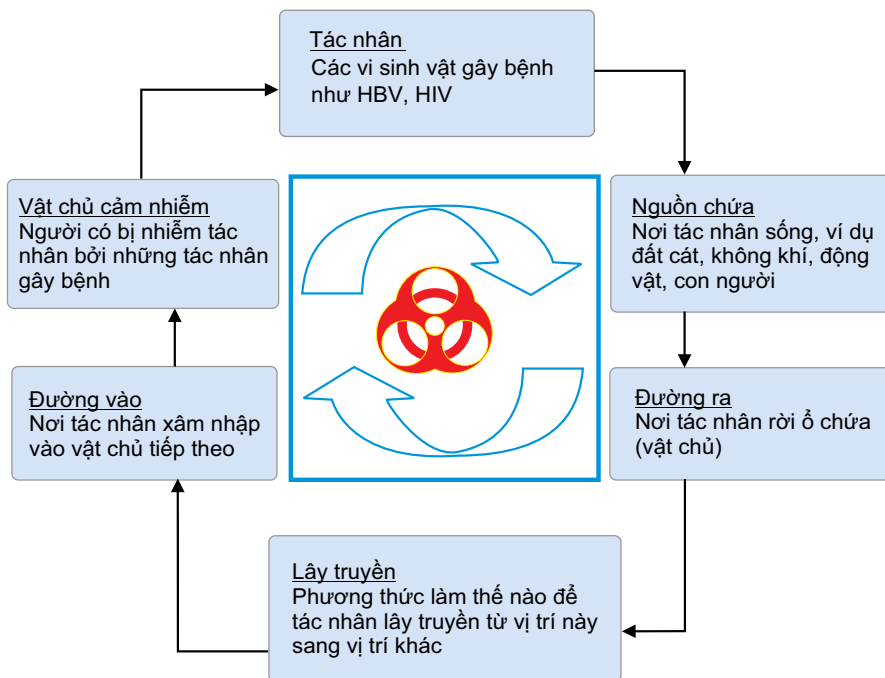 Tác nhân
Các vi sinh vật gây bệnh
như HBV, HIV
Nguồn chứa
Nơi tác nhân sống, ví dụ
đất cát, không khí, động
vật, con người
Đường ra
Nơi tác nhân rời ổ chứa
(vật chủ)
Lây truyền
Phương thức làm thế nào để
tác nhân lây truyền từ vị trí này
sang vị trí khác
Đường vào
Nơi tác nhân xâm nhập
vào vật chủ tiếp theo
Vật chủ cảm nhiễm
Người có bị nhiễm tác
nhân bởi những tác nhân
gây bệnh